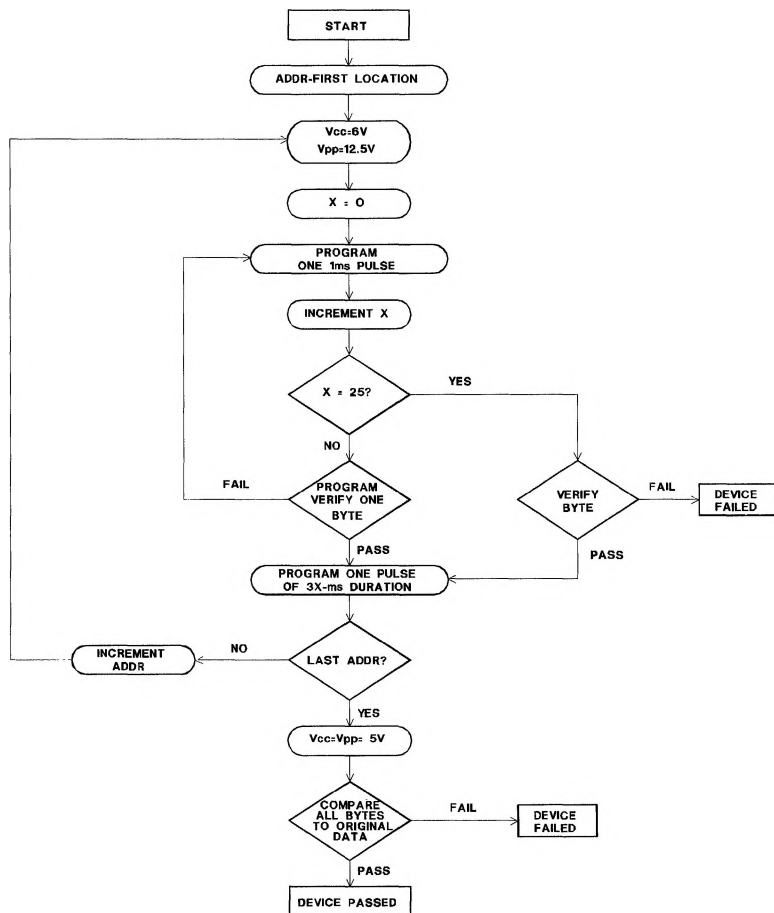 START
ADDR-FIRST LOCATION
Vcc=6V
Vpp=12.5V
X = 0
PROGRAM
ONE 1ms PULSE
INCREMENT X
X = 25?
YES
NO
PROGRAM
VERIFY ONE
BYTE
FAIL
VERIFY
BYTE
FAIL
DEVICE
FAILED
PASS
PASS
PROGRAM ONE PULSE
OF 3X-ms DURATION
INCREMENT
ADDR
NO
LAST ADDR?
YES
Vcc=Vpp= 5V
COMPARE
ALL BYTES
TO ORIGINAL
DATA
FAIL
DEVICE
FAILED
PASS
DEVICE PASSED